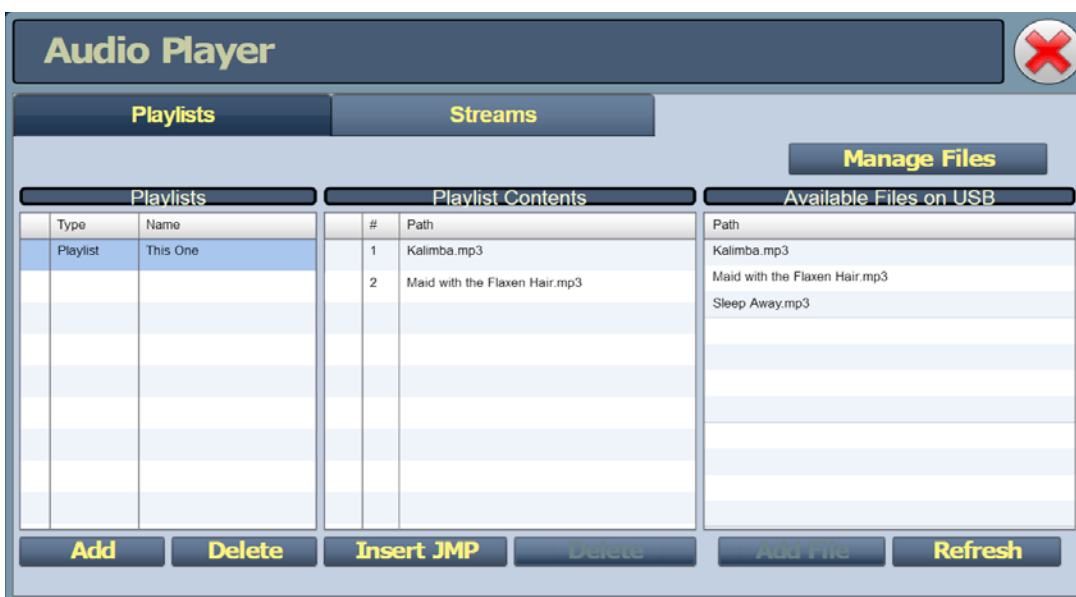 Audio Player
Playlists Streams
Manage Files
Playlists Playlist Contents Available Files on USB
Type Name # Path Path
Playlist This One 1 Kalimba.mp3 Kalimba.mp3
2 Maid with the Flaxen Hair.mp3 Maid with the Flaxen Hair.mp3
Sleep Away.mp3
Add Delete Insert JMP Delete Add File Refresh